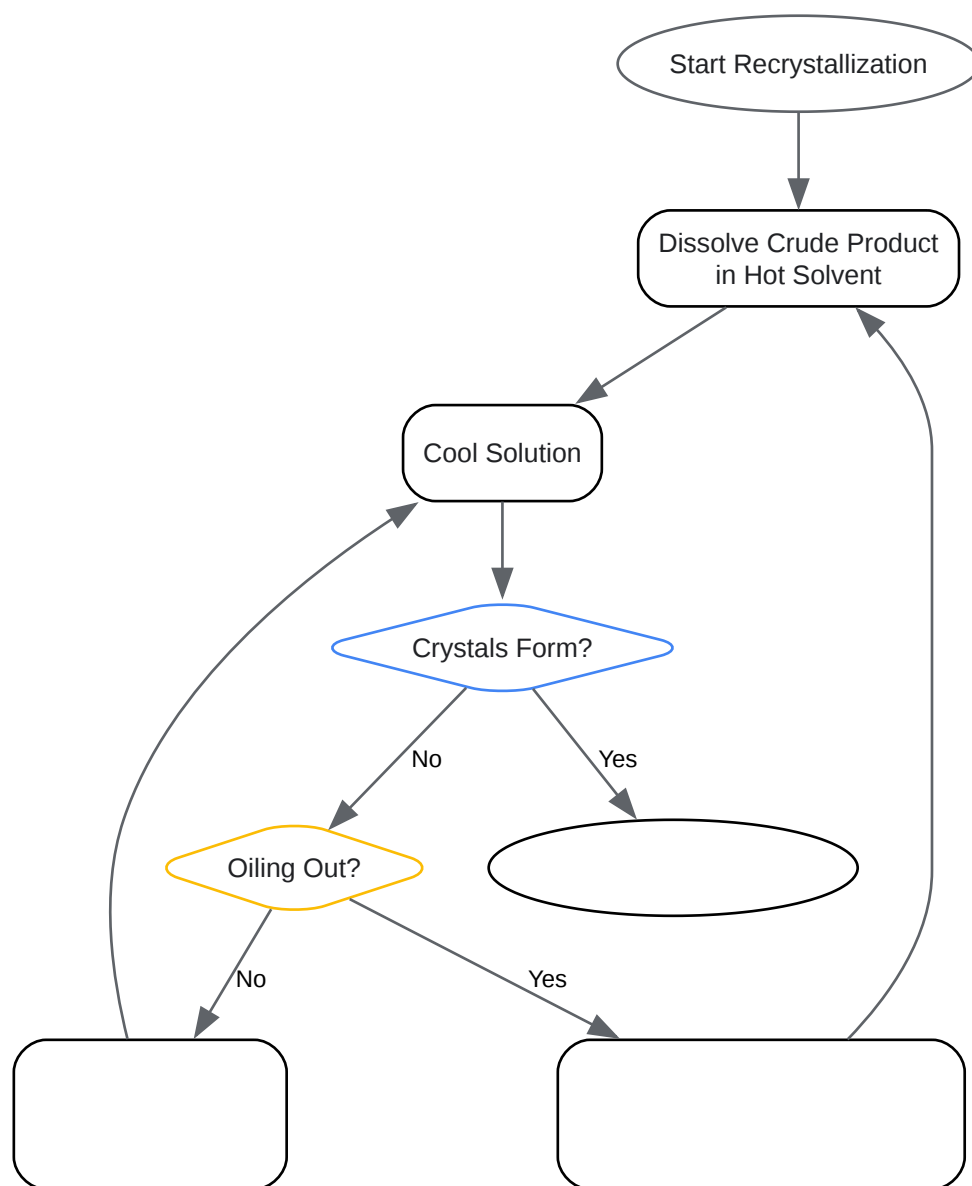 Start Recrystallization
Dissolve Crude Product
in Hot Solvent
Cool Solution
Crystals Form?
No
Yes
Oiling Out?
No
Yes